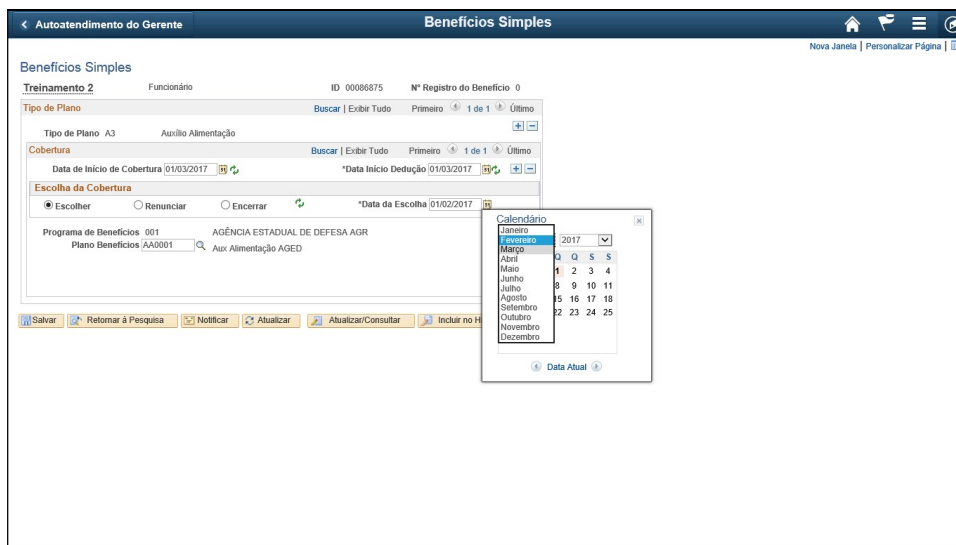 Autoatendimento do Gerente Benefícios Simples
Nova Janela | Personalizar Página |
Benefícios Simples
Treinamento 2 Funcionário ID 00086875 Nº Registro do Benefício 0
Tipo de Plano Buscar | Exibir Tudo Primeiro 1 de 1 Último
Tipo de Plano A3 Auxílio Alimentação
Cobertura Buscar | Exibir Tudo Primeiro 1 de 1 Último
Data de Início de Cobertura 01/03/2017 *Data Início Dedução 01/03/2017
Escolha da Cobertura
Escolher Renunciar Encerrar *Data da Escolha 01/02/2017
Programa de Benefícios 001 AGÊNCIA ESTADUAL DE DEFESA AGR
Plano Benefícios AA0001 Aux Alimentação AGED
Calendário
Janeiro
Fevereiro 2017
Março
Abril Q Q S S
Maio 1 2 3 4
Junho
Julho 8 9 10 11
Agosto 15 16 17 18
Setembro
Outubro 22 23 24 25
Novembro
Dezembro
Data Atual
Salvar Retornar à Pesquisa Notificar Atualizar Atualizar/Consultar Incluir no H